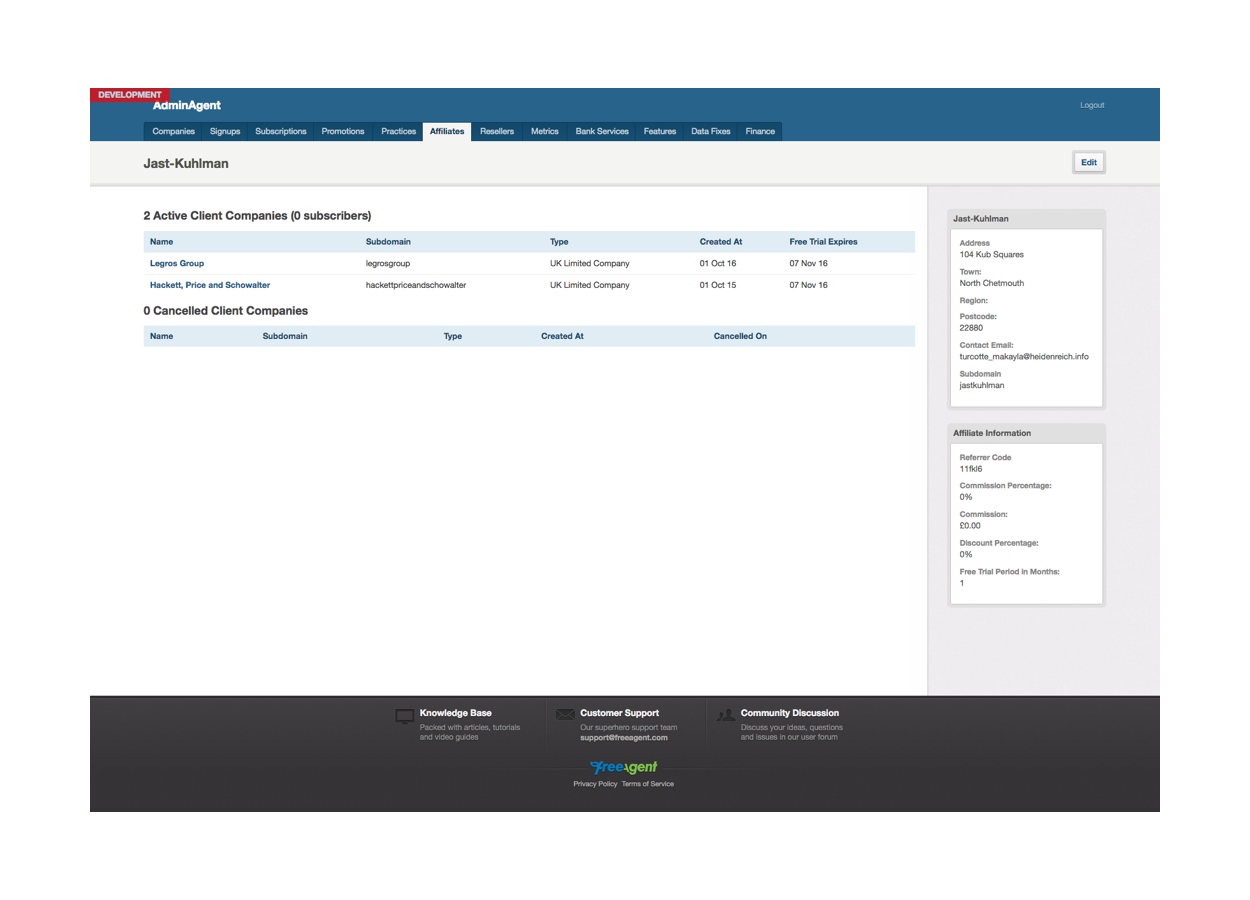 DEVELOPMENT
AdminAgent
Logout
Companies Signups Subscriptions Promotions Practices Affiliates Resellers Metrics Bank Services Features Data Fixes Finance
Jast-Kuhlman
Edit
2 Active Client Companies (0 subscribers)
Name Subdomain Type Created At Free Trial Expires
Legros Group legrosgroup UK Limited Company 01 Oct 16 07 Nov 16
Hackett, Price and Schowalter hackettpriceandschowalter UK Limited Company 01 Oct 15 07 Nov 16
0 Cancelled Client Companies
Name Subdomain Type Created At Cancelled On
Jast-Kuhlman
Address
104 Kub Squares
Town:
North Chetmouth
Region:
Postcode:
22880
Contact Email:
turcotte_makayla@heidenreich.info
Subdomain
jastkuhlman
Affiliate Information
Referrer Code
11fkl6
Commission Percentage:
0%
Commission:
£0.00
Discount Percentage:
0%
Free Trial Period In Months:
1
Knowledge Base
Packed with articles, tutorials
and video guides
Customer Support
Our superhero support team
support@freeagent.com
Community Discussion
Discuss your ideas, questions
and issues in our user forum
FreeAgent
Privacy Policy Terms of Service